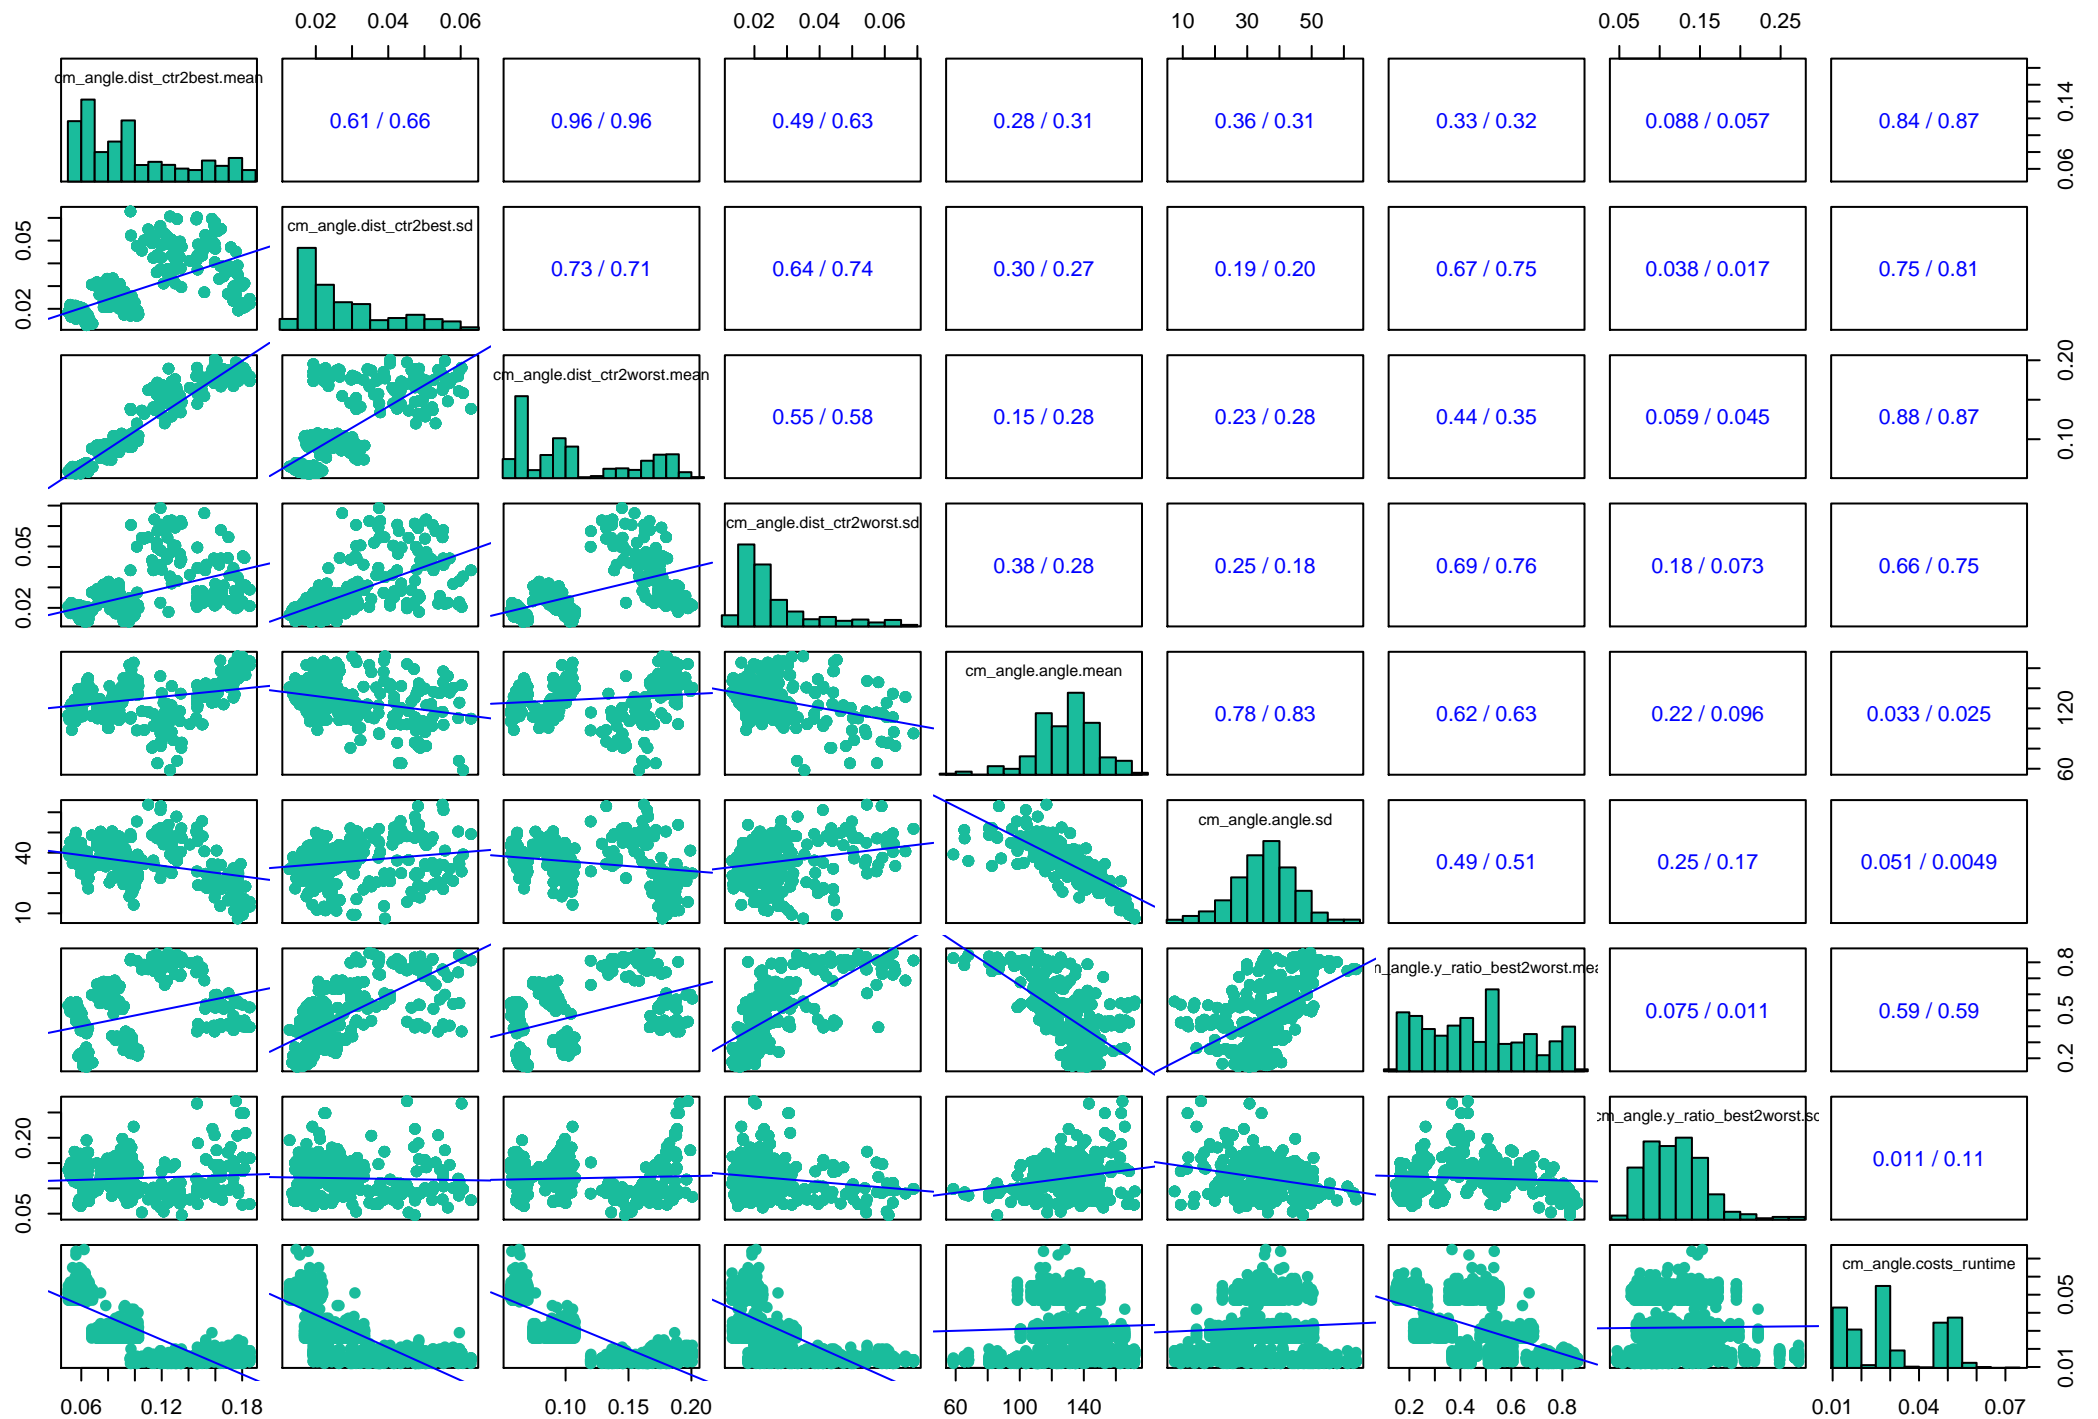 0.02 0.04 0.06 0.02 0.04 0.06 10 30 50 0.05 0.15 0.25
cm_angle.dist_ctr2best.mean
0.61 / 0.66 0.96 / 0.96 0.49 / 0.63 0.28 / 0.31 0.36 / 0.31 0.33 / 0.32 0.088 / 0.057 0.84 / 0.87
0.06 0.14
cm_angle.dist_ctr2best.sd
0.02 0.05
0.73 / 0.71 0.64 / 0.74 0.30 / 0.27 0.19 / 0.20 0.67 / 0.75 0.038 / 0.017 0.75 / 0.81
cm_angle.dist_ctr2worst.mean
0.55 / 0.58 0.15 / 0.28 0.23 / 0.28 0.44 / 0.35 0.059 / 0.045 0.88 / 0.87
0.10 0.20
cm_angle.dist_ctr2worst.sd
0.02 0.05
0.38 / 0.28 0.25 / 0.18 0.69 / 0.76 0.18 / 0.073 0.66 / 0.75
cm_angle.angle.mean
0.78 / 0.83 0.62 / 0.63 0.22 / 0.096 0.033 / 0.025
60 120
cm_angle.angle.sd
10 40
0.49 / 0.51 0.25 / 0.17 0.051 / 0.0049
_angle.y_ratio_best2worst.me
0.075 / 0.011 0.59 / 0.59
0.2 0.5 0.8
cm_angle.y_ratio_best2worst.s
0.05 0.20
0.011 / 0.11
cm_angle.costs_runtime
0.01 0.05
0.06 0.12 0.18 0.10 0.15 0.20 60 100 140 0.2 0.4 0.6 0.8 0.01 0.04 0.07